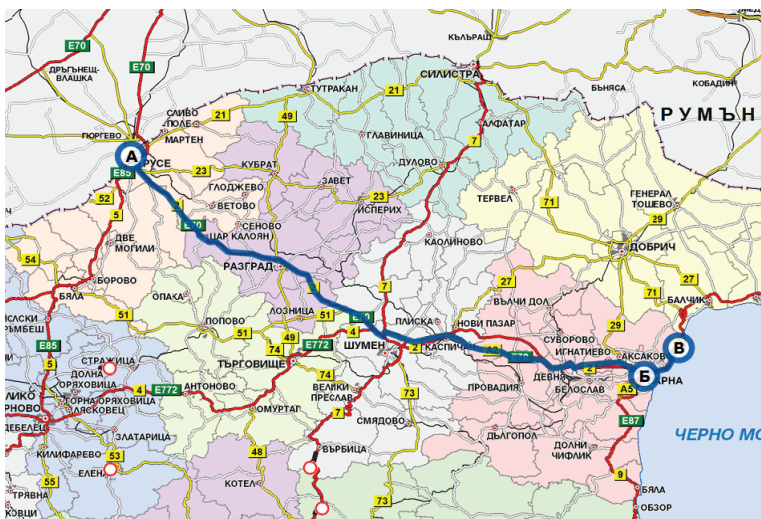 КЪЛЪРАШ
E70
E70
ДРЪГЪНЕЩ-
ВЛАШКА
СИЛИСТРА
КОБАДИН
БЪНЯСА
ТУТРАКАН
21
РУМЪН
СЛИВО
ПОЛЕ
21
49
АЛФАТАР
МАРТЕН
ГЮРГЕВО
ГЛАВИНИЦА
7
А
РУСЕ
E85
23
КУБРАТ
ДУЛОВО
ЗАВЕТ
23
ГЛОДЖЕВО
ВЕТОВО
ИСПЕРИХ
ТЕРВЕЛ
ГЕНЕРАЛ
ТОШЕВО
52
5
71
29
СЕНОВО
ЦАР КАЛОЯН
ДВЕ
МОГИЛИ
КАОЛИНОВО
ДОБРИЧ
54
РАЗГРАД
БОРОВО
7
27
27
71
БЯЛА
ОПАКА
БАЛЧИК
ВЪЛЧИ ДОЛ
51
51
ПОПОВО
ЛОЗНИЦА
51
ПЛИСКА
НОВИ ПАЗАР
29
49
4
E772
ШУМЕН
2
КАСПИЧАН
СУВОРОВО
ИГНАТИЕВО
АКСАКОВО
В
E85
5
СТРАЖИЦА
74
ТЪРГОВИЩЕ
E70
ДЕВНЯ
2
Б
АРНА
ДОЛНА
ОРЯХОВИЦА
4
E772
АНТОНОВО
74
ВЕЛИКИ
ПРЕСЛАВ
73
ПРОВАДИЯ
БЕЛОСЛАВ
A5
ГОРНА ОРЯХОВИЦА
ЛЯСКОВЕЦ
ОМУРТАГ
7
СМЯДОВО
E87
ДЕБЕЛЕЦ
ЗЛАТАРИЦА
ДЪЛГОПОЛ
ДОЛНИ
ЧИФЛИК
ЧЕРНО МО
КИЛИФАРЕВО
53
48
ВЪРБИЦА
ЕЛЕНА
9
55
КОТЕЛ
ТРЯВНА
73
БЯЛА
ОБЗОР